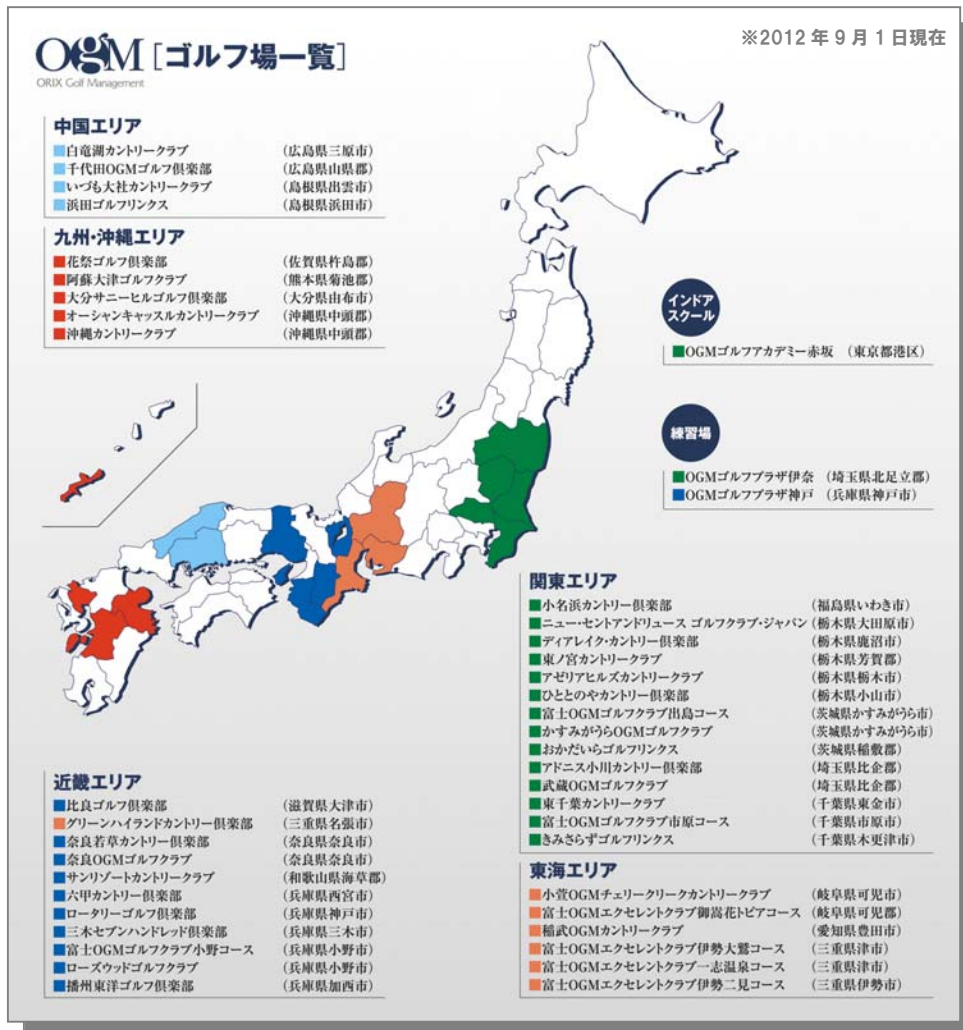 ※2012年9月1日現在
OgM [ゴルフ場一覧]
ORIX Golf Management
中国エリア
■白竜湖カントリークラブ (広島県三原市)
■千代田OGMゴルフ倶楽部 (広島県山県郡)
■いづも大社カントリークラブ (島根県出雲市)
■浜田ゴルフリンクス (島根県浜田市)
九州・沖縄エリア
■花祭ゴルフ倶楽部 (佐賀県杵島郡)
■阿蘇大津ゴルフクラブ (熊本県菊池郡)
■大分サニーヒルゴルフ倶楽部 (大分県由布市)
■オーシャンキャッスルカントリークラブ (沖縄県中頭郡)
■沖縄カントリークラブ (沖縄県中頭郡)
インドア
スクール
■OGMゴルフアカデミー赤坂 (東京都港区)
練習場
■OGMゴルフプラザ伊奈 (埼玉県北足立郡)
■OGMゴルフプラザ神戸 (兵庫県神戸市)
関東エリア
■小名浜カントリー倶楽部 (福島県いわき市)
■ニュー・セントアンドリュース ゴルフクラブ・ジャパン (栃木県大田原市)
■ディアレイク・カントリー倶楽部 (栃木県鹿沼市)
■東ノ宮カントリークラブ (栃木県芳賀郡)
■アゼリアヒルズカントリークラブ (栃木県栃木市)
■ひととのやカントリー倶楽部 (栃木県小山市)
■富士OGMゴルフクラブ出島コース (茨城県かすみがうら市)
■かすみがうらOGMゴルフクラブ (茨城県かすみがうら市)
■おかだいらゴルフリンクス (茨城県稲敷郡)
■アドニス小川カントリー倶楽部 (埼玉県比企郡)
■武蔵OGMゴルフクラブ (埼玉県比企郡)
■東千葉カントリークラブ (千葉県東金市)
■富士OGMゴルフクラブ市原コース (千葉県市原市)
■きみさらずゴルフリンクス (千葉県木更津市)
近畿エリア
■比良ゴルフ倶楽部 (滋賀県大津市)
■グリーンハイランドカントリー倶楽部 (三重県名張市)
■奈良若草カントリー倶楽部 (奈良県奈良市)
■奈良OGMゴルフクラブ (奈良県奈良市)
■サンリゾートカントリークラブ (和歌山県海草郡)
■六甲カントリー倶楽部 (兵庫県西宮市)
■ロータリーゴルフ倶楽部 (兵庫県神戸市)
■三木セブンハンドレッド倶楽部 (兵庫県三木市)
■富士OGMゴルフクラブ小野コース (兵庫県小野市)
■ローズウッドゴルフクラブ (兵庫県小野市)
■播州東洋ゴルフ倶楽部 (兵庫県加西市)
東海エリア
■小萱OGMチェリークリークカントリークラブ (岐阜県可児市)
■富士OGMエクセレントクラブ御嵩花トピアコース (岐阜県可児郡)
■稲武OGMカントリークラブ (愛知県豊田市)
■富士OGMエクセレントクラブ伊勢大鷲コース (三重県津市)
■富士OGMエクセレントクラブ一志温泉コース (三重県津市)
■富士OGMエクセレントクラブ伊勢二見コース (三重県伊勢市)